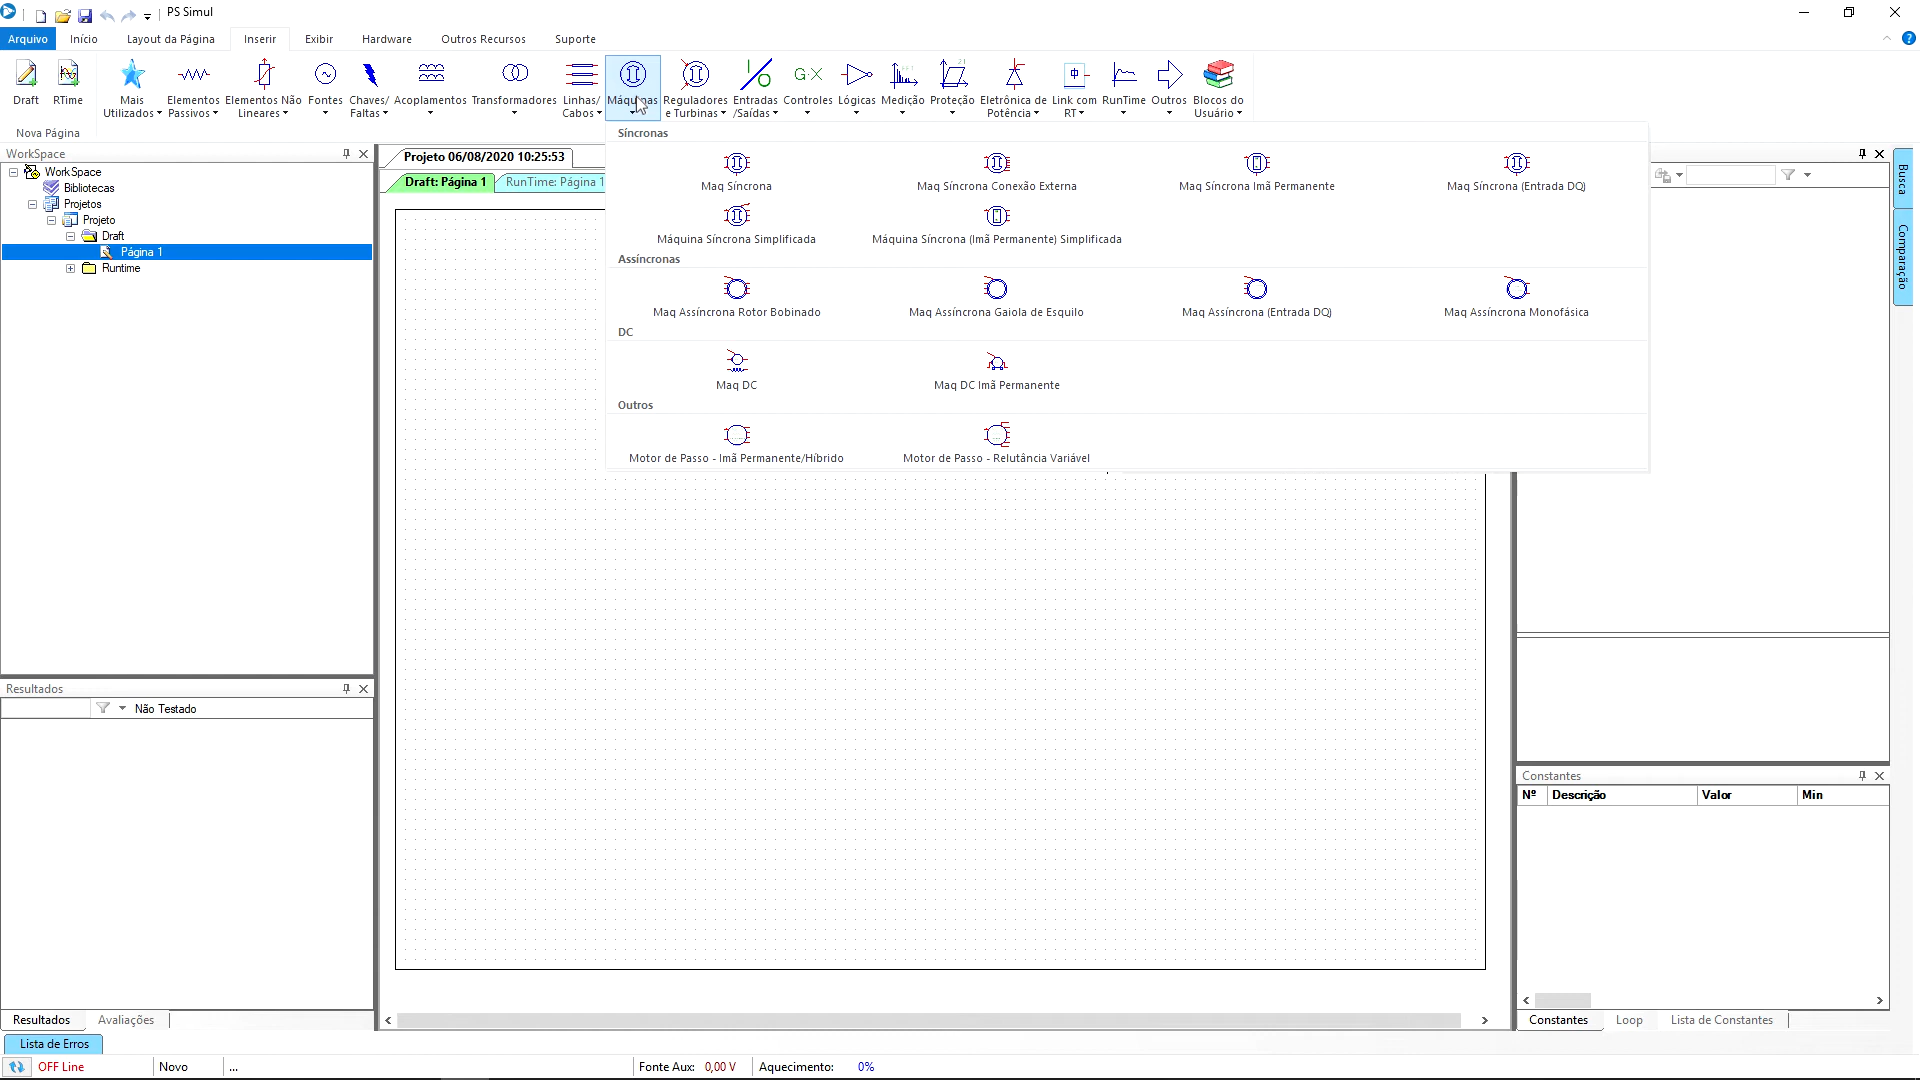 PS Simul
Arquivo Início Layout da Página Inserir Exibir Hardware Outros Recursos Suporte
Draft RTime Mais Utilizados Elementos Passivos Elementos Não Lineares Fontes Chaves/ Faltas Acoplamentos Transformadores Linhas/ Cabos Máquinas Reguladores e Turbinas Entradas /Saídas Controles Lógicas Medição Proteção Eletrônica de Potência Link com RT RunTime Outros Blocos do Usuário
Nova Página
Síncronas
Maq Síncrona Maq Síncrona Conexão Externa Maq Síncrona Imã Permanente Maq Síncrona (Entrada DQ)
Máquina Síncrona Simplificada Máquina Síncrona (Imã Permanente) Simplificada
Assíncronas
Maq Assíncrona Rotor Bobinado Maq Assíncrona Gaiola de Esquilo Maq Assíncrona (Entrada DQ) Maq Assíncrona Monofásica
DC
Maq DC Maq DC Imã Permanente
Outros
Motor de Passo - Imã Permanente/Híbrido Motor de Passo - Relutância Variável
WorkSpace
WorkSpace
Bibliotecas
Projetos
Projeto
Draft
Página 1
Runtime
Projeto 06/08/2020 10:25:53
Draft: Página 1 RunTime: Página 1
Busca
Comparação
Resultados
Não Testado
Constantes
Nº Descrição Valor Min
Resultados Avaliações
Constantes Loop Lista de Constantes
Lista de Erros
OFF Line Novo ... Fonte Aux: 0,00 V Aquecimento: 0%